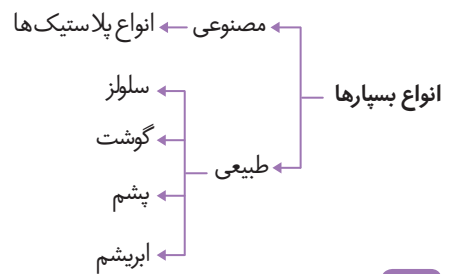 انواع بسپارها
مصنوعی
انواع پلاستیک‌ها
طبیعی
سلولز
گوشت
پشم
ابریشم